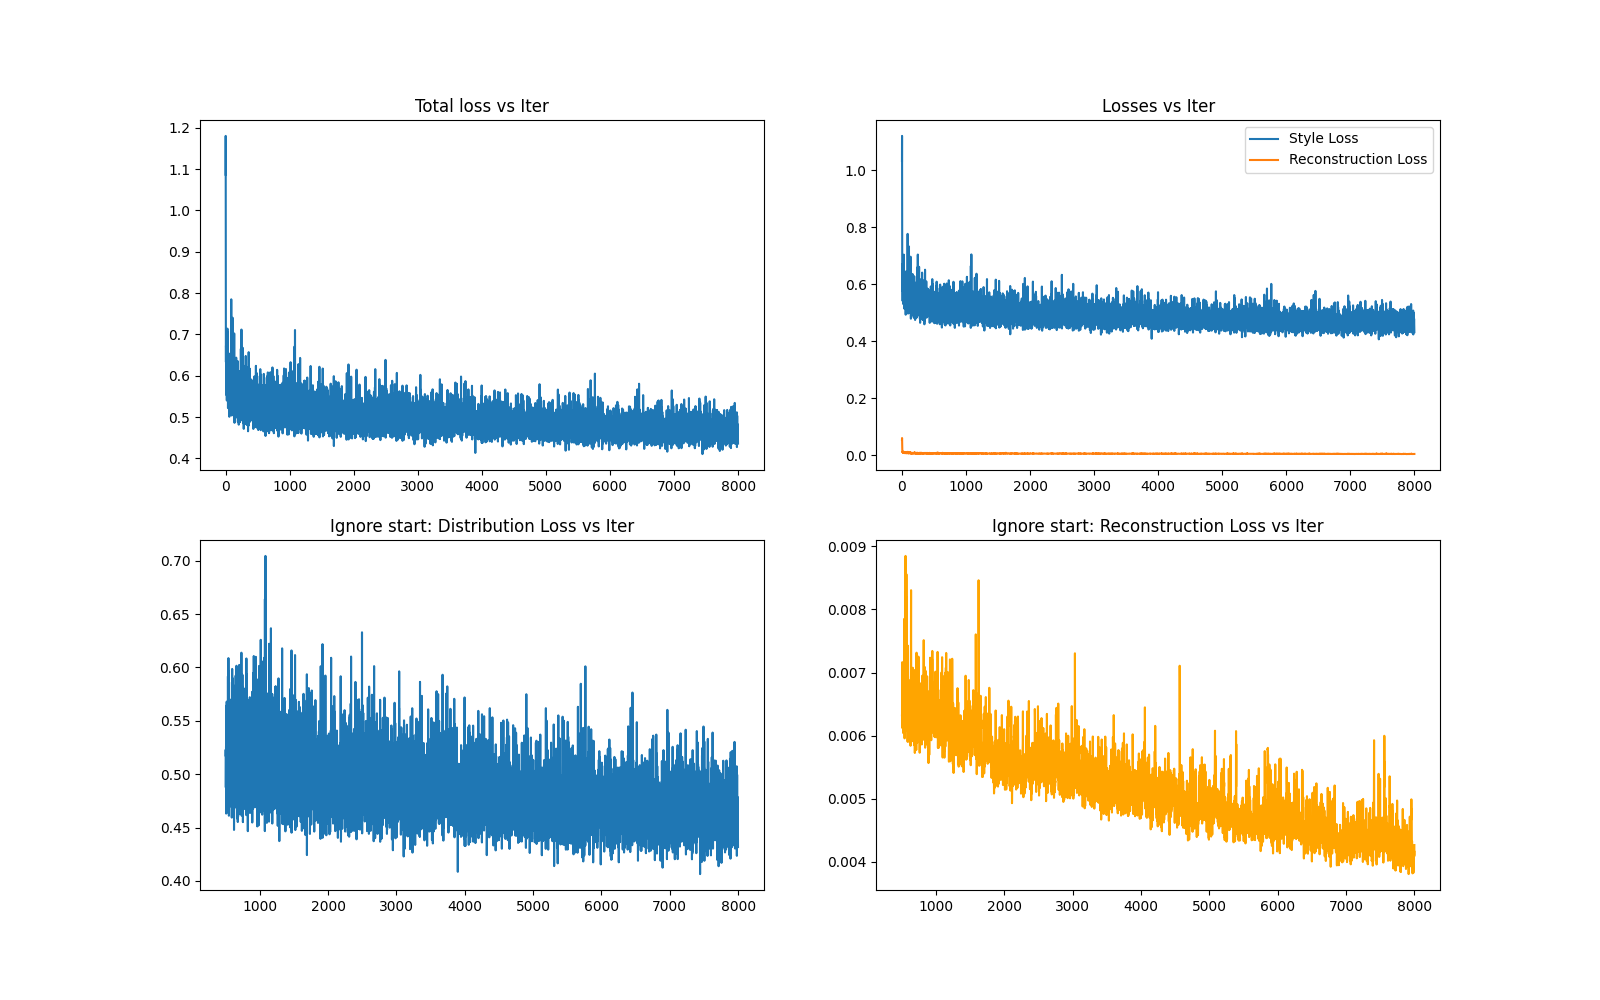 Total loss vs Iter
1.2
1.1
1.0
0.9
0.8
0.7
0.6
0.5
0.4
0 1000 2000 3000 4000 5000 6000 7000 8000
Losses vs Iter
Style Loss
Reconstruction Loss
1.0
0.8
0.6
0.4
0.2
0.0
0 1000 2000 3000 4000 5000 6000 7000 8000
Ignore start: Distribution Loss vs Iter
0.70
0.65
0.60
0.55
0.50
0.45
0.40
1000 2000 3000 4000 5000 6000 7000 8000
Ignore start: Reconstruction Loss vs Iter
0.009
0.008
0.007
0.006
0.005
0.004
1000 2000 3000 4000 5000 6000 7000 8000